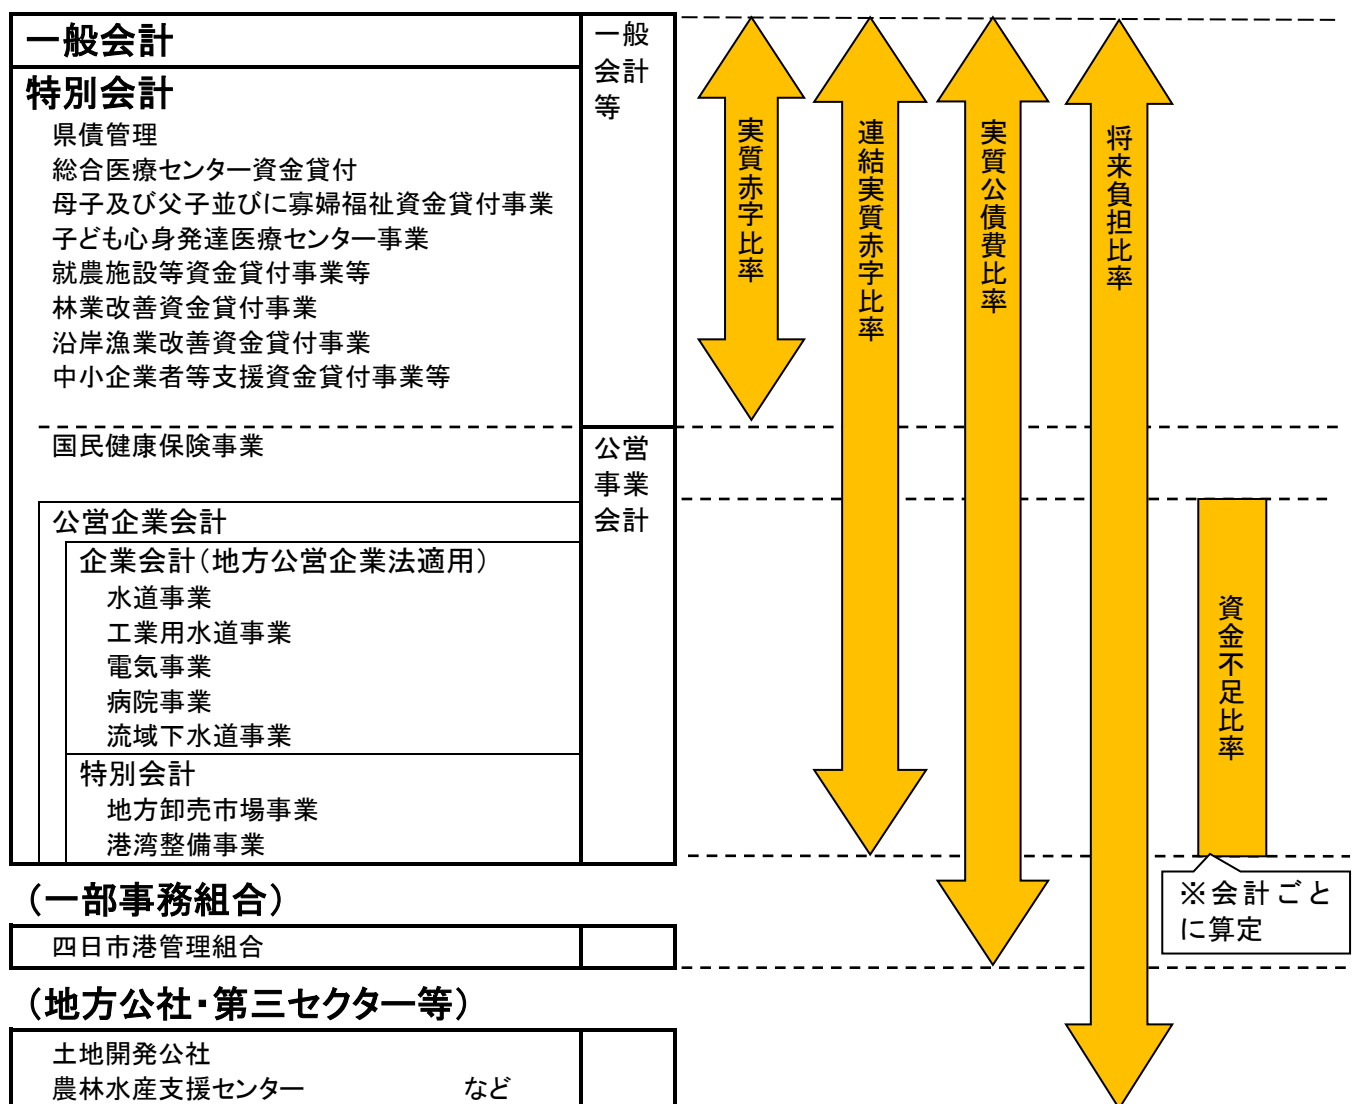 一般会計
一般
会計
等
特別会計
県債管理
総合医療センター資金貸付
母子及び父子並びに寡婦福祉資金貸付事業
子ども心身発達医療センター事業
就農施設等資金貸付事業等
林業改善資金貸付事業
沿岸漁業改善資金貸付事業
中小企業者等支援資金貸付事業等
国民健康保険事業
公営
事業
会計
公営企業会計
企業会計（地方公営企業法適用）
水道事業
工業用水道事業
電気事業
病院事業
流域下水道事業
特別会計
地方卸売市場事業
港湾整備事業
（一部事務組合）
四日市港管理組合
（地方公社・第三セクター等）
土地開発公社
農林水産支援センター など
実質赤字比率
連結実質赤字比率
実質公債費比率
将来負担比率
資金不足比率
※会計ごと
に算定